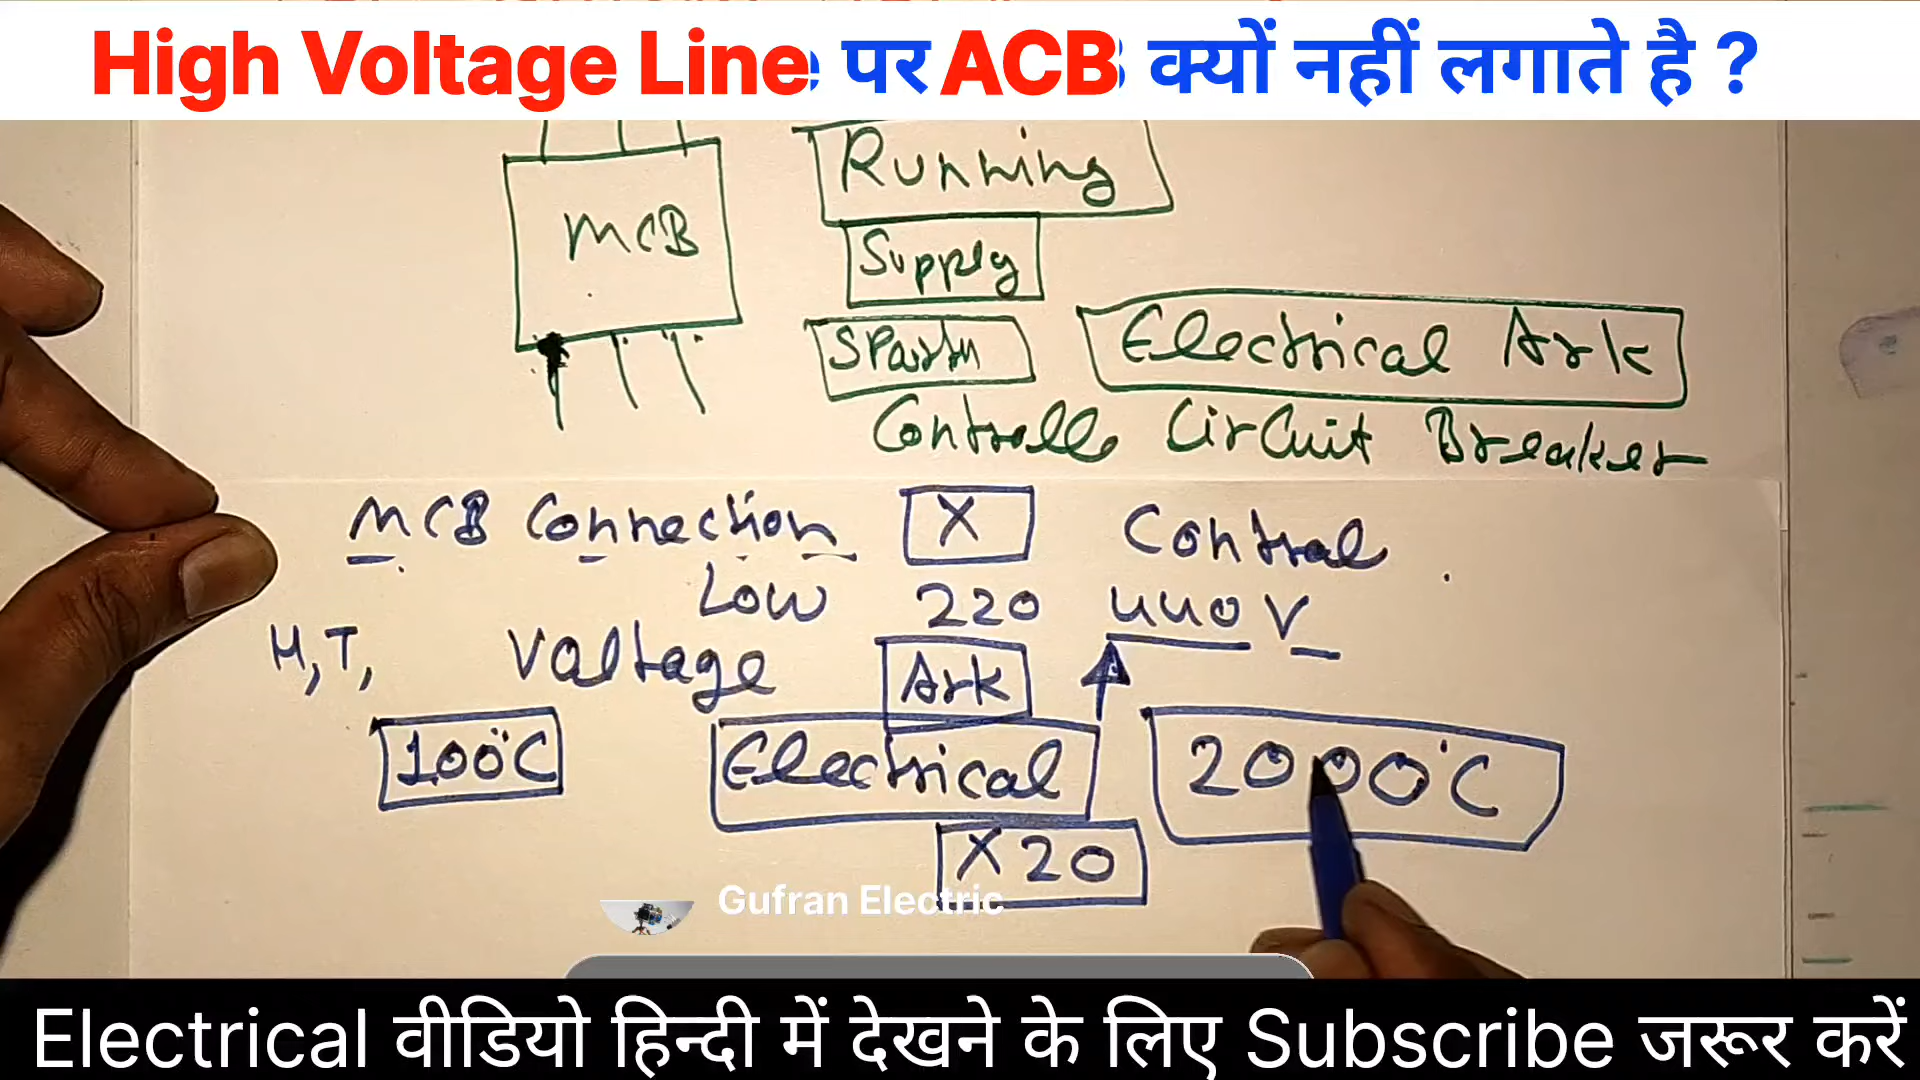 High Voltage Line पर ACB क्यों नहीं लगाते है ?
Running
MCB
Supply
Electrical Ark
Controlle Circuit Breaker
MCB Connection X Control
Low 220 440 V
H,T, Voltage Ark
100°C Electrical 2000°C
X20
Gufran Electric
Electrical वीडियो हिन्दी में देखने के लिए Subscribe जरूर करें